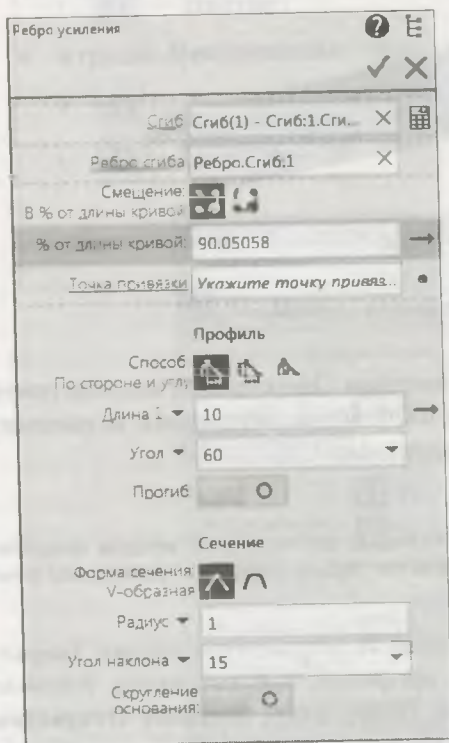 Ребро усиления
Сгиб Сгиб(1) - Сгиб:1.Сги...
Ребро сгиба Ребро.Сгиб:1
Смещение:
В % от длины кривой
% от длины кривой: 90.05058
Точка привязки Укажите точку привяз...
Профиль
Способ
По стороне и углу
Длина 1 10
Угол 60
Прогиб
Сечение
Форма сечения:
V-образная
Радиус 1
Угол наклона 15
Скругление
основания: